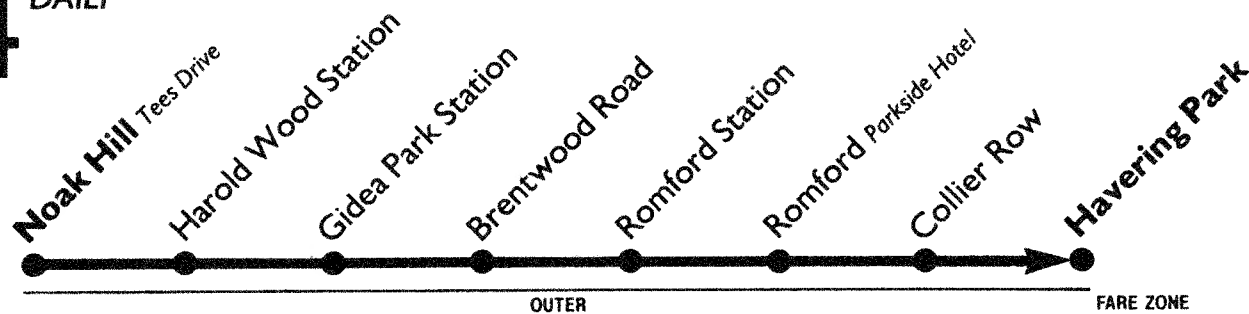 DAILY
Noak Hill Tees Drive
Harold Wood Station
Gidea Park Station
Brentwood Road
Romford Station
Romford Parkside Hotel
Collier Row
Havering Park
OUTER
FARE ZONE